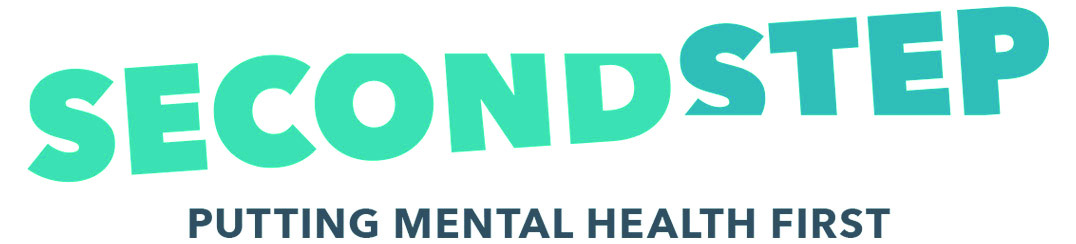 SECONDSTEP
PUTTING MENTAL HEALTH FIRST